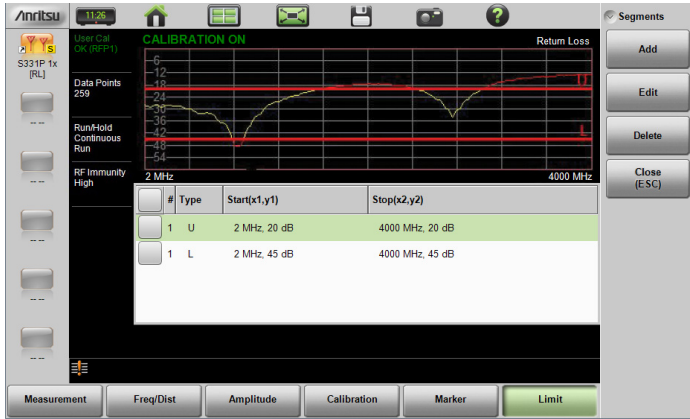 Anritsu
11:26
?
Segments
S331P 1x
[RL]
-- --
-- --
-- --
-- --
-- --
User Cal
OK (RFP1)
Data Points
259
Run/Hold
Continuous
Run
RF Immunity
High
CALIBRATION ON
Return Loss
-6
-12
-18
-24
-30
-36
-42
-48
-54
U
L
2 MHz
4000 MHz
# Type Start(x1,y1) Stop(x2,y2)
1 U 2 MHz, 20 dB 4000 MHz, 20 dB
1 L 2 MHz, 45 dB 4000 MHz, 45 dB
Add
Edit
Delete
Close
(ESC)
Measurement
Freq/Dist
Amplitude
Calibration
Marker
Limit